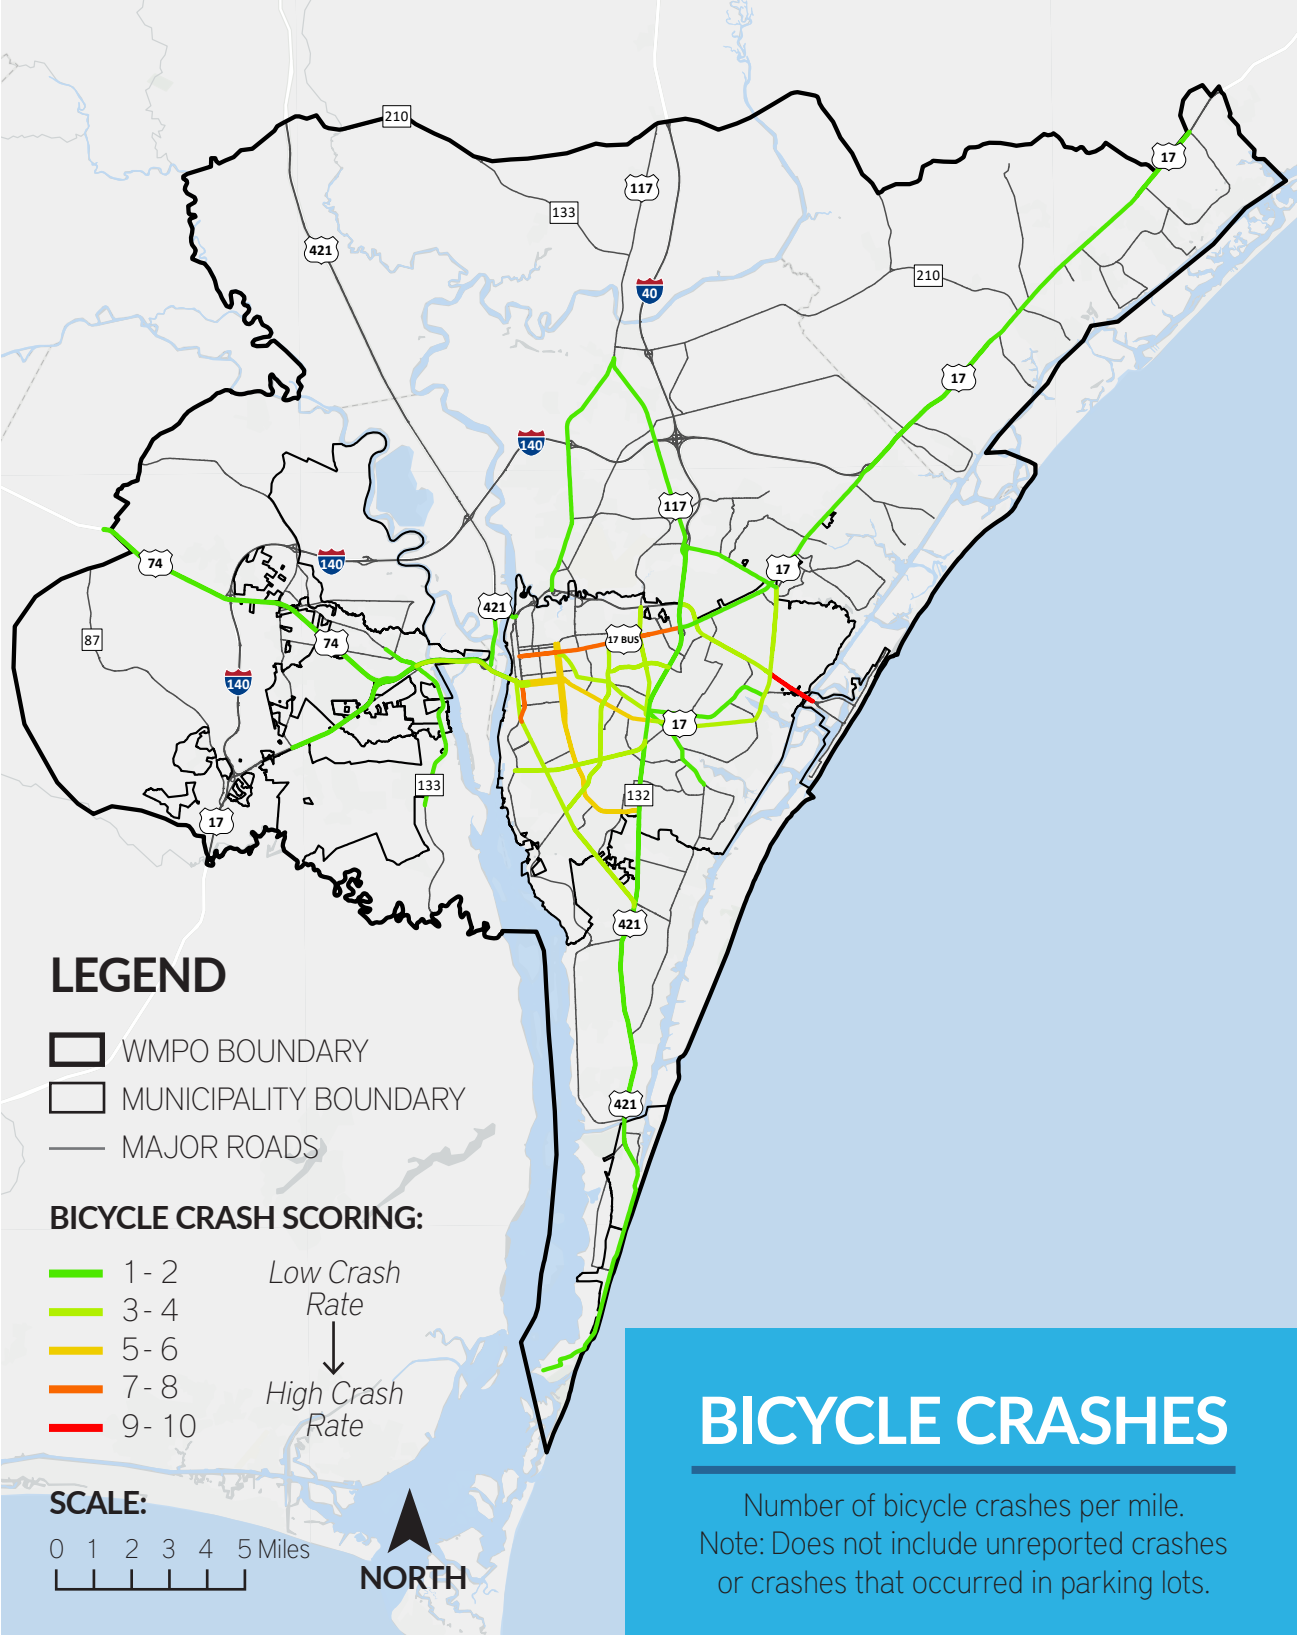 210
17
117
133
421
210
40
17
140
117
74
140
17
421
87
74
17 BUS
140
17
133
132
17
421
421
LEGEND
WMPO BOUNDARY
MUNICIPALITY BOUNDARY
MAJOR ROADS
BICYCLE CRASH SCORING:
1 - 2
3 - 4
5 - 6
7 - 8
9 - 10
Low Crash
Rate
High Crash
Rate
SCALE:
0 1 2 3 4 5 Miles
NORTH
BICYCLE CRASHES
Number of bicycle crashes per mile.
Note: Does not include unreported crashes
or crashes that occurred in parking lots.